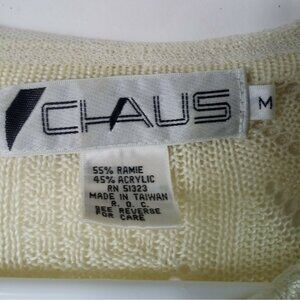 CHAUS
M
55% RAMIE
45% ACRYLIC
RN 51323
MADE IN TAIWAN
R. O. C.
SEE REVERSE
FOR CARE